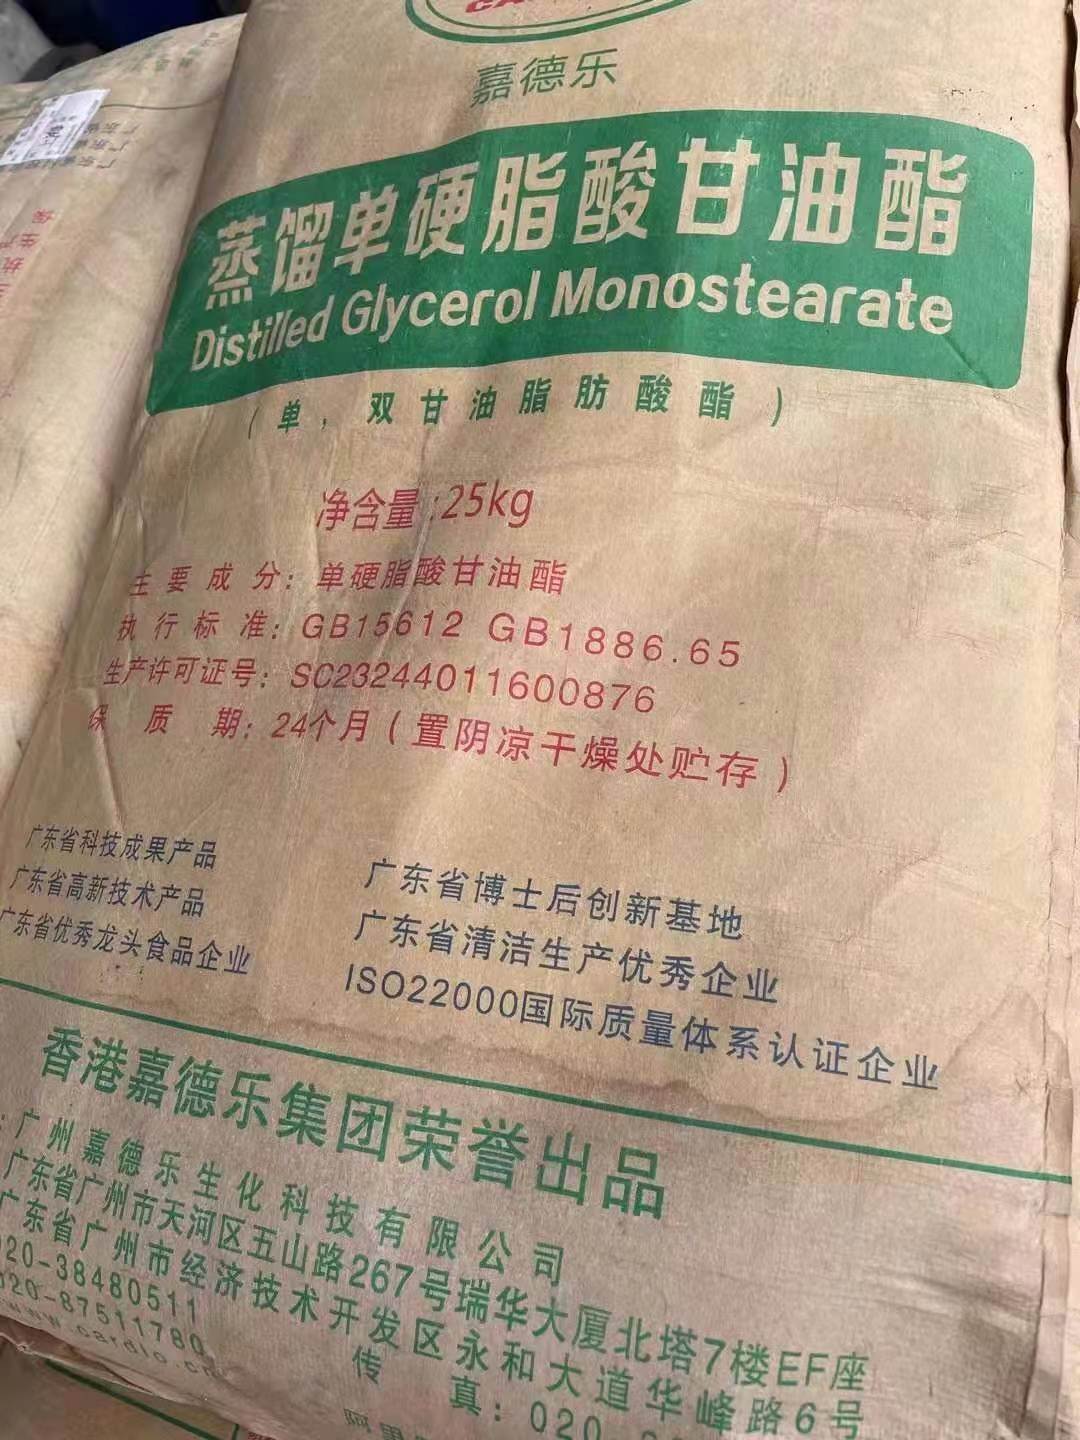 嘉德乐
蒸馏单硬脂酸甘油酯
Distilled Glycerol Monostearate
(单,双甘油脂肪酸酯)
净含量:25kg
主要成分:单硬脂酸甘油酯
执行标准:GB15612 GB1886.65
生产许可证号:SC23244011600876
保质期:24个月(置阴凉干燥处贮存)
广东省科技成果产品
广东省高新技术产品
广东省优秀龙头食品企业
广东省博士后创新基地
广东省清洁生产优秀企业
ISO22000国际质量体系认证企业
香港嘉德乐集团荣誉出品
广州嘉德乐生化科技有限公司
广东省广州市天河区五山路267号瑞华大厦北塔7楼EF座
广东省广州市经济技术开发区永和大道华峰路6号
020-38480511
020-87511780
传真:020